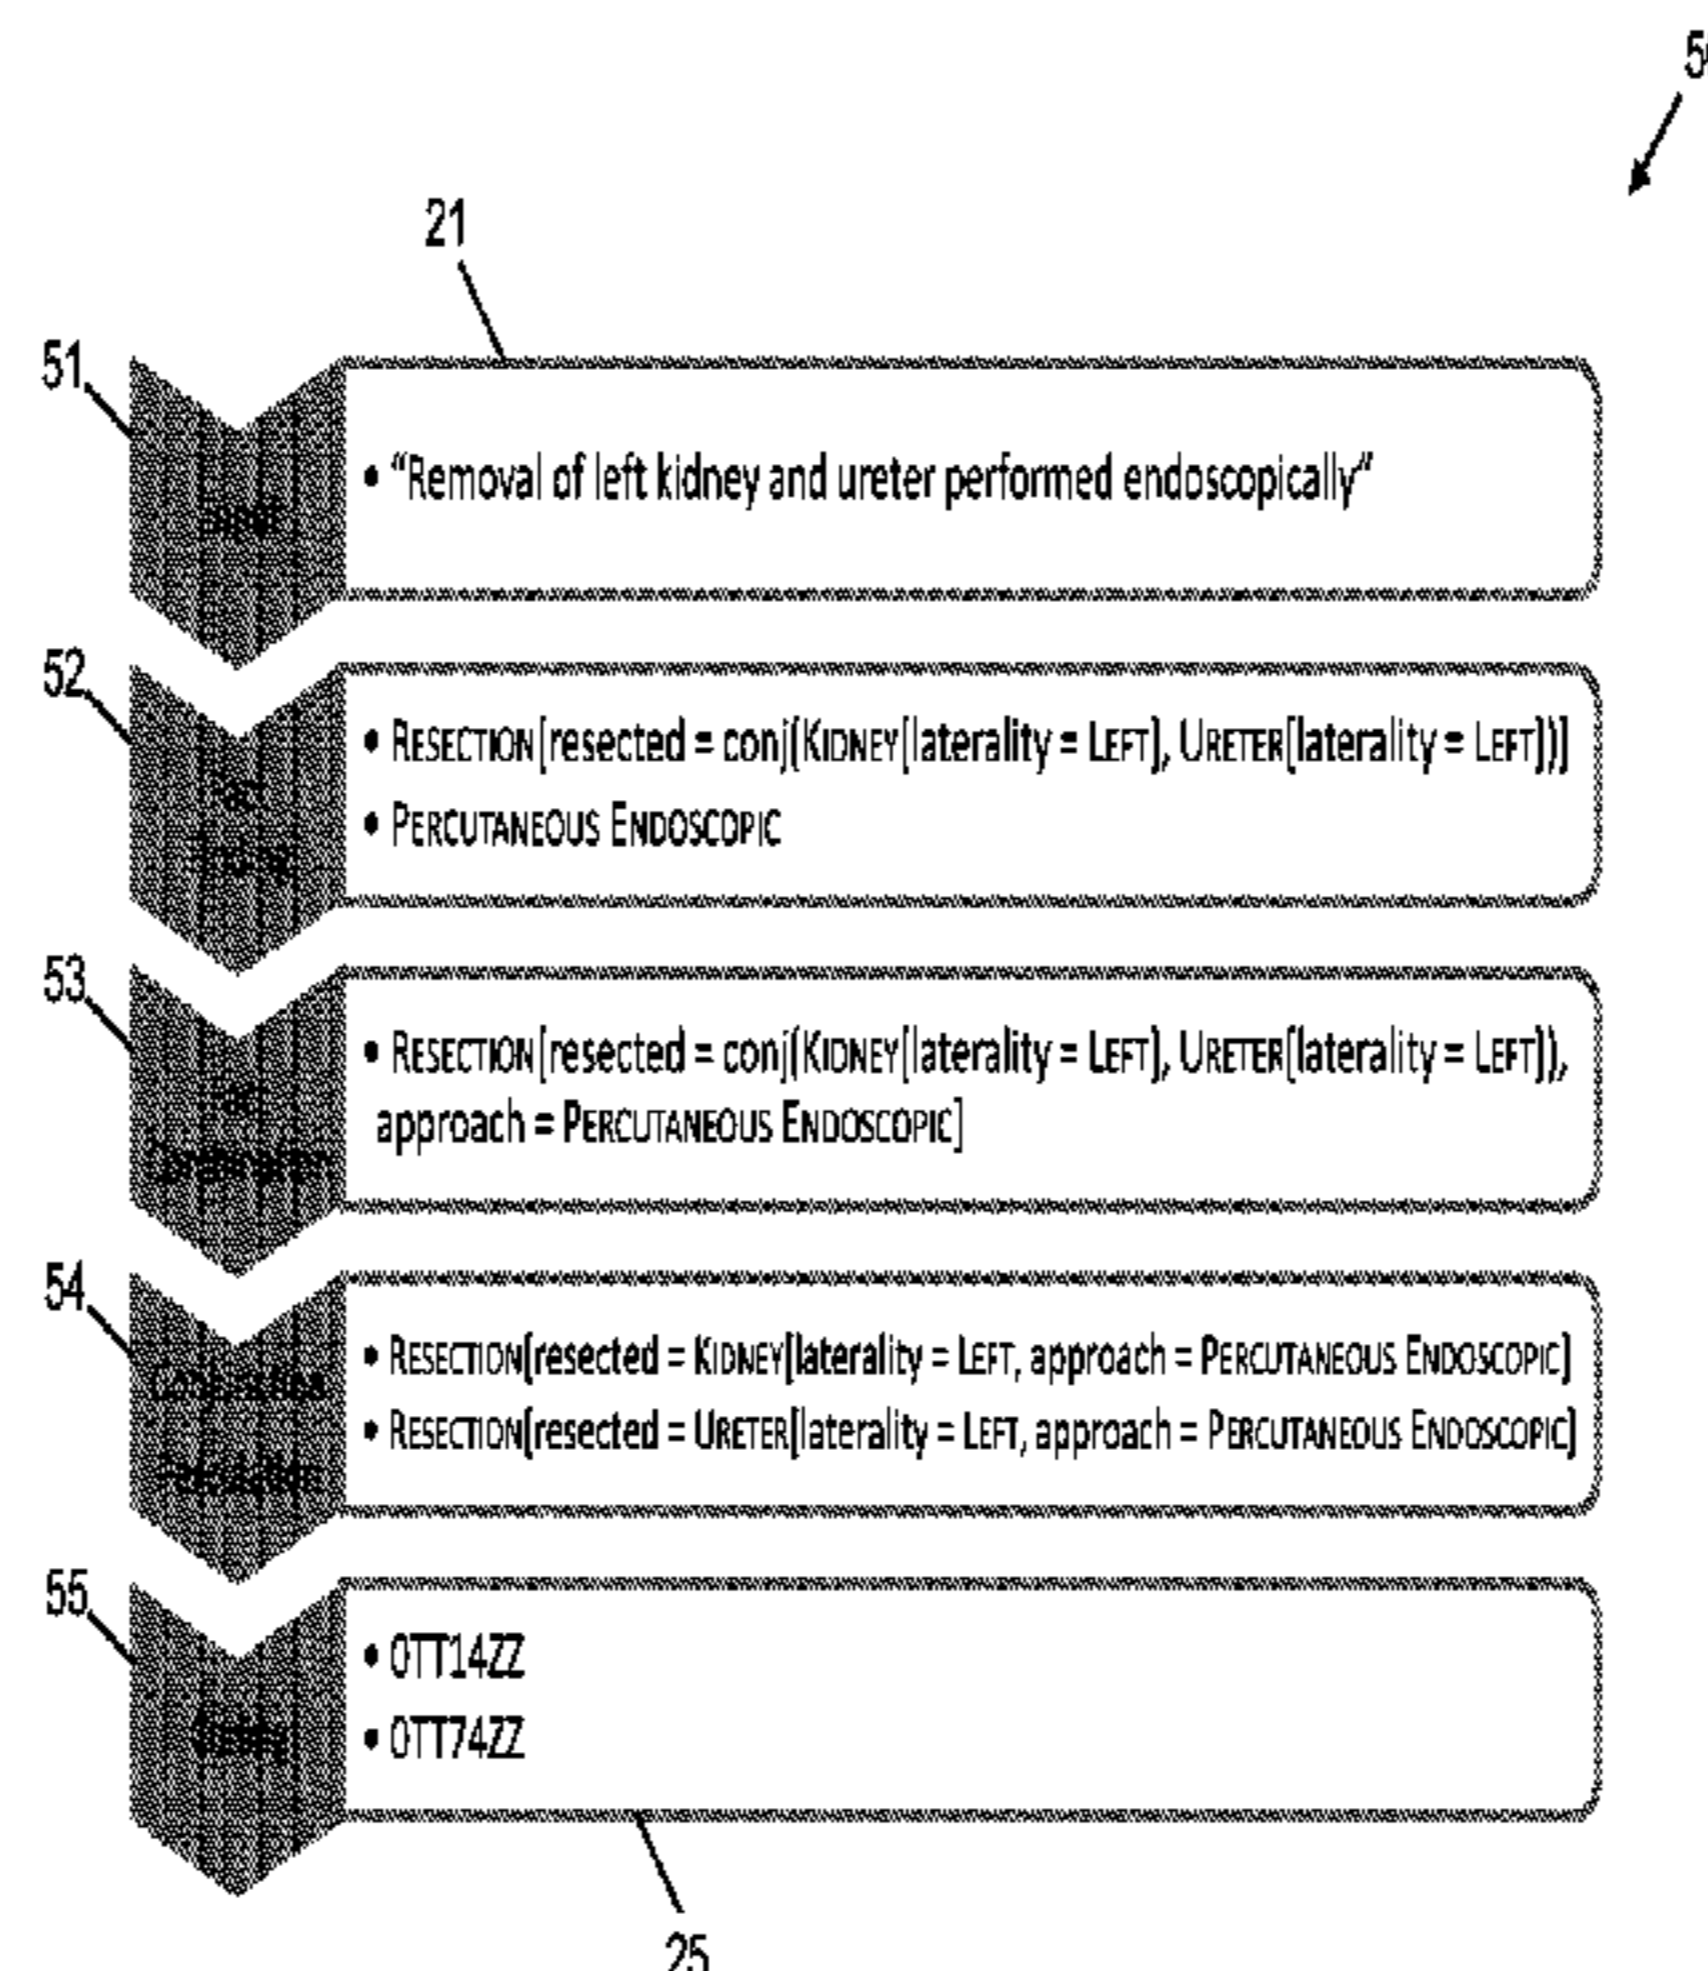 21
51
• “Removal of left kidney and ureter performed endoscopically”
52
• RESECTION[resected = conj(KIDNEY[laterality = LEFT], URETER[laterality = LEFT])]
• PERCUTANEOUS ENDOSCOPIC
53
• RESECTION[resected = conj(KIDNEY[laterality = LEFT], URETER[laterality = LEFT]),
approach = PERCUTANEOUS ENDOSCOPIC]
54
• RESECTION[resected = KIDNEY[laterality = LEFT, approach = PERCUTANEOUS ENDOSCOPIC]
• RESECTION[resected = URETER[laterality = LEFT, approach = PERCUTANEOUS ENDOSCOPIC]
55
• 0TT14ZZ
• 0TT74ZZ
25